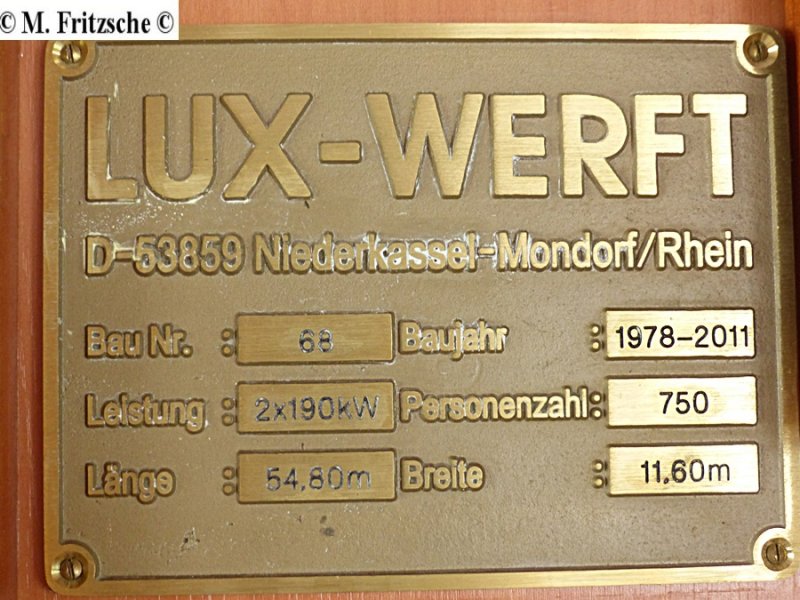 © M. Fritzsche ©
LUX-WERFT
D-53859 Niederkassel-Mondorf/Rhein
Bau Nr. : 68 Baujahr : 1978-2011
Leistung : 2x190kW Personenzahl: 750
Länge : 54,80m Breite : 11,60m